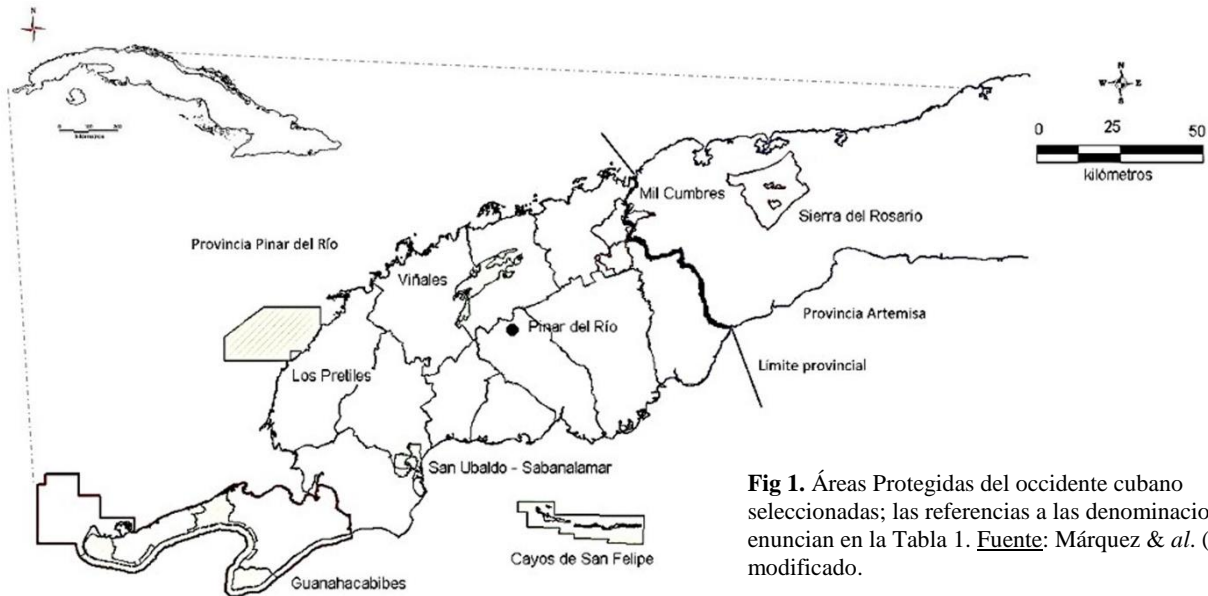 N
N
W E
S
0 25 50
kilómetros
Mil Cumbres
Sierra del Rosario
Provincia Pinar del Río
Viñales
Provincia Artemisa
Pinar del Río
Límite provincial
Los Pretiles
San Ubaldo - Sabanalamar
Cayos de San Felipe
Guanahacabibes
Fig 1. Áreas Protegidas del occidente cubano
seleccionadas; las referencias a las
enuncian en la Tabla 1. Fuente: Márquez & al. (
modificado.